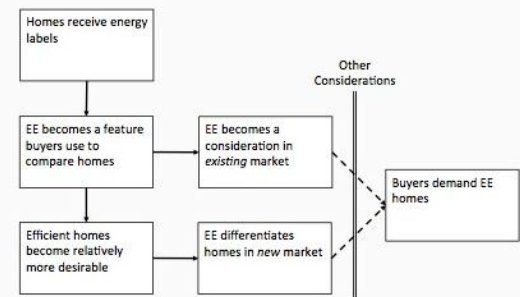 Homes receive energy
labels
Other
Considerations
EE becomes a feature
buyers use to
compare homes
EE becomes a
consideration in
existing market
Buyers demand EE
homes
Efficient homes
become relatively
more desirable
EE differentiates
homes in new market